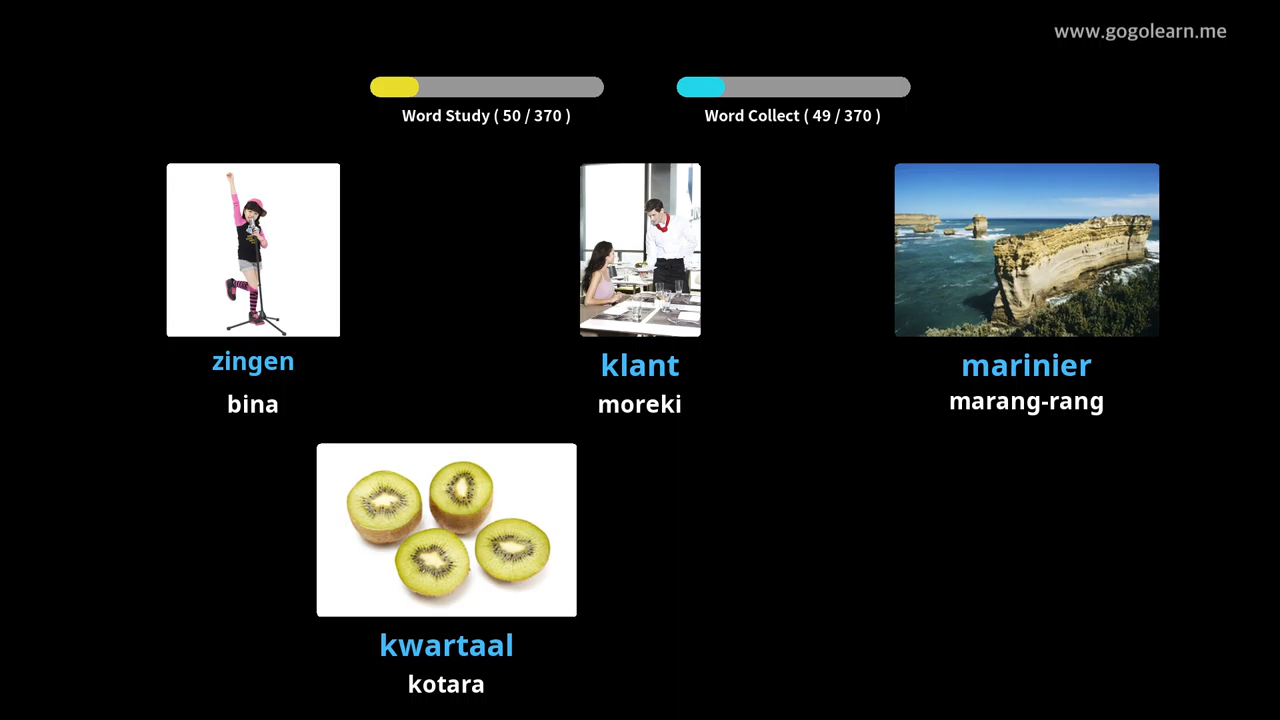 www.gogolearn.me
Word Study ( 50 / 370 )
Word Collect ( 49 / 370 )
zingen
bina
klant
moreki
marinier
marang-rang
kwartaal
kotara